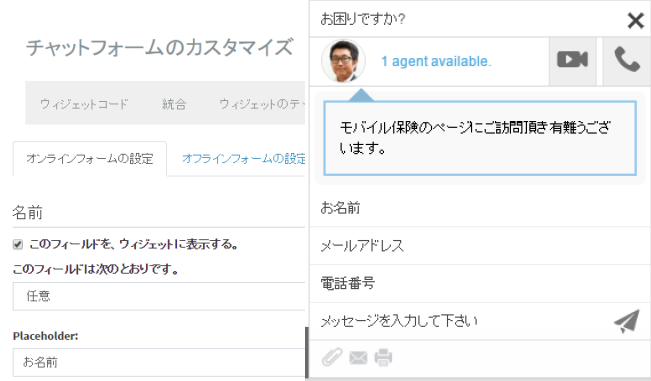 チャットフォームのカスタマイズ
ウィジェットコード 統合 ウィジェットのテ
オンラインフォームの設定 オフラインフォームの設定
名前
このフィールドを、ウィジェットに表示する。
このフィールドは次のとおりです。
任意
Placeholder:
お名前
お困りですか?
1 agent available.
モバイル保険のページにご訪問頂き有難うござ
います。
お名前
メールアドレス
電話番号
メッセージを入力して下さい